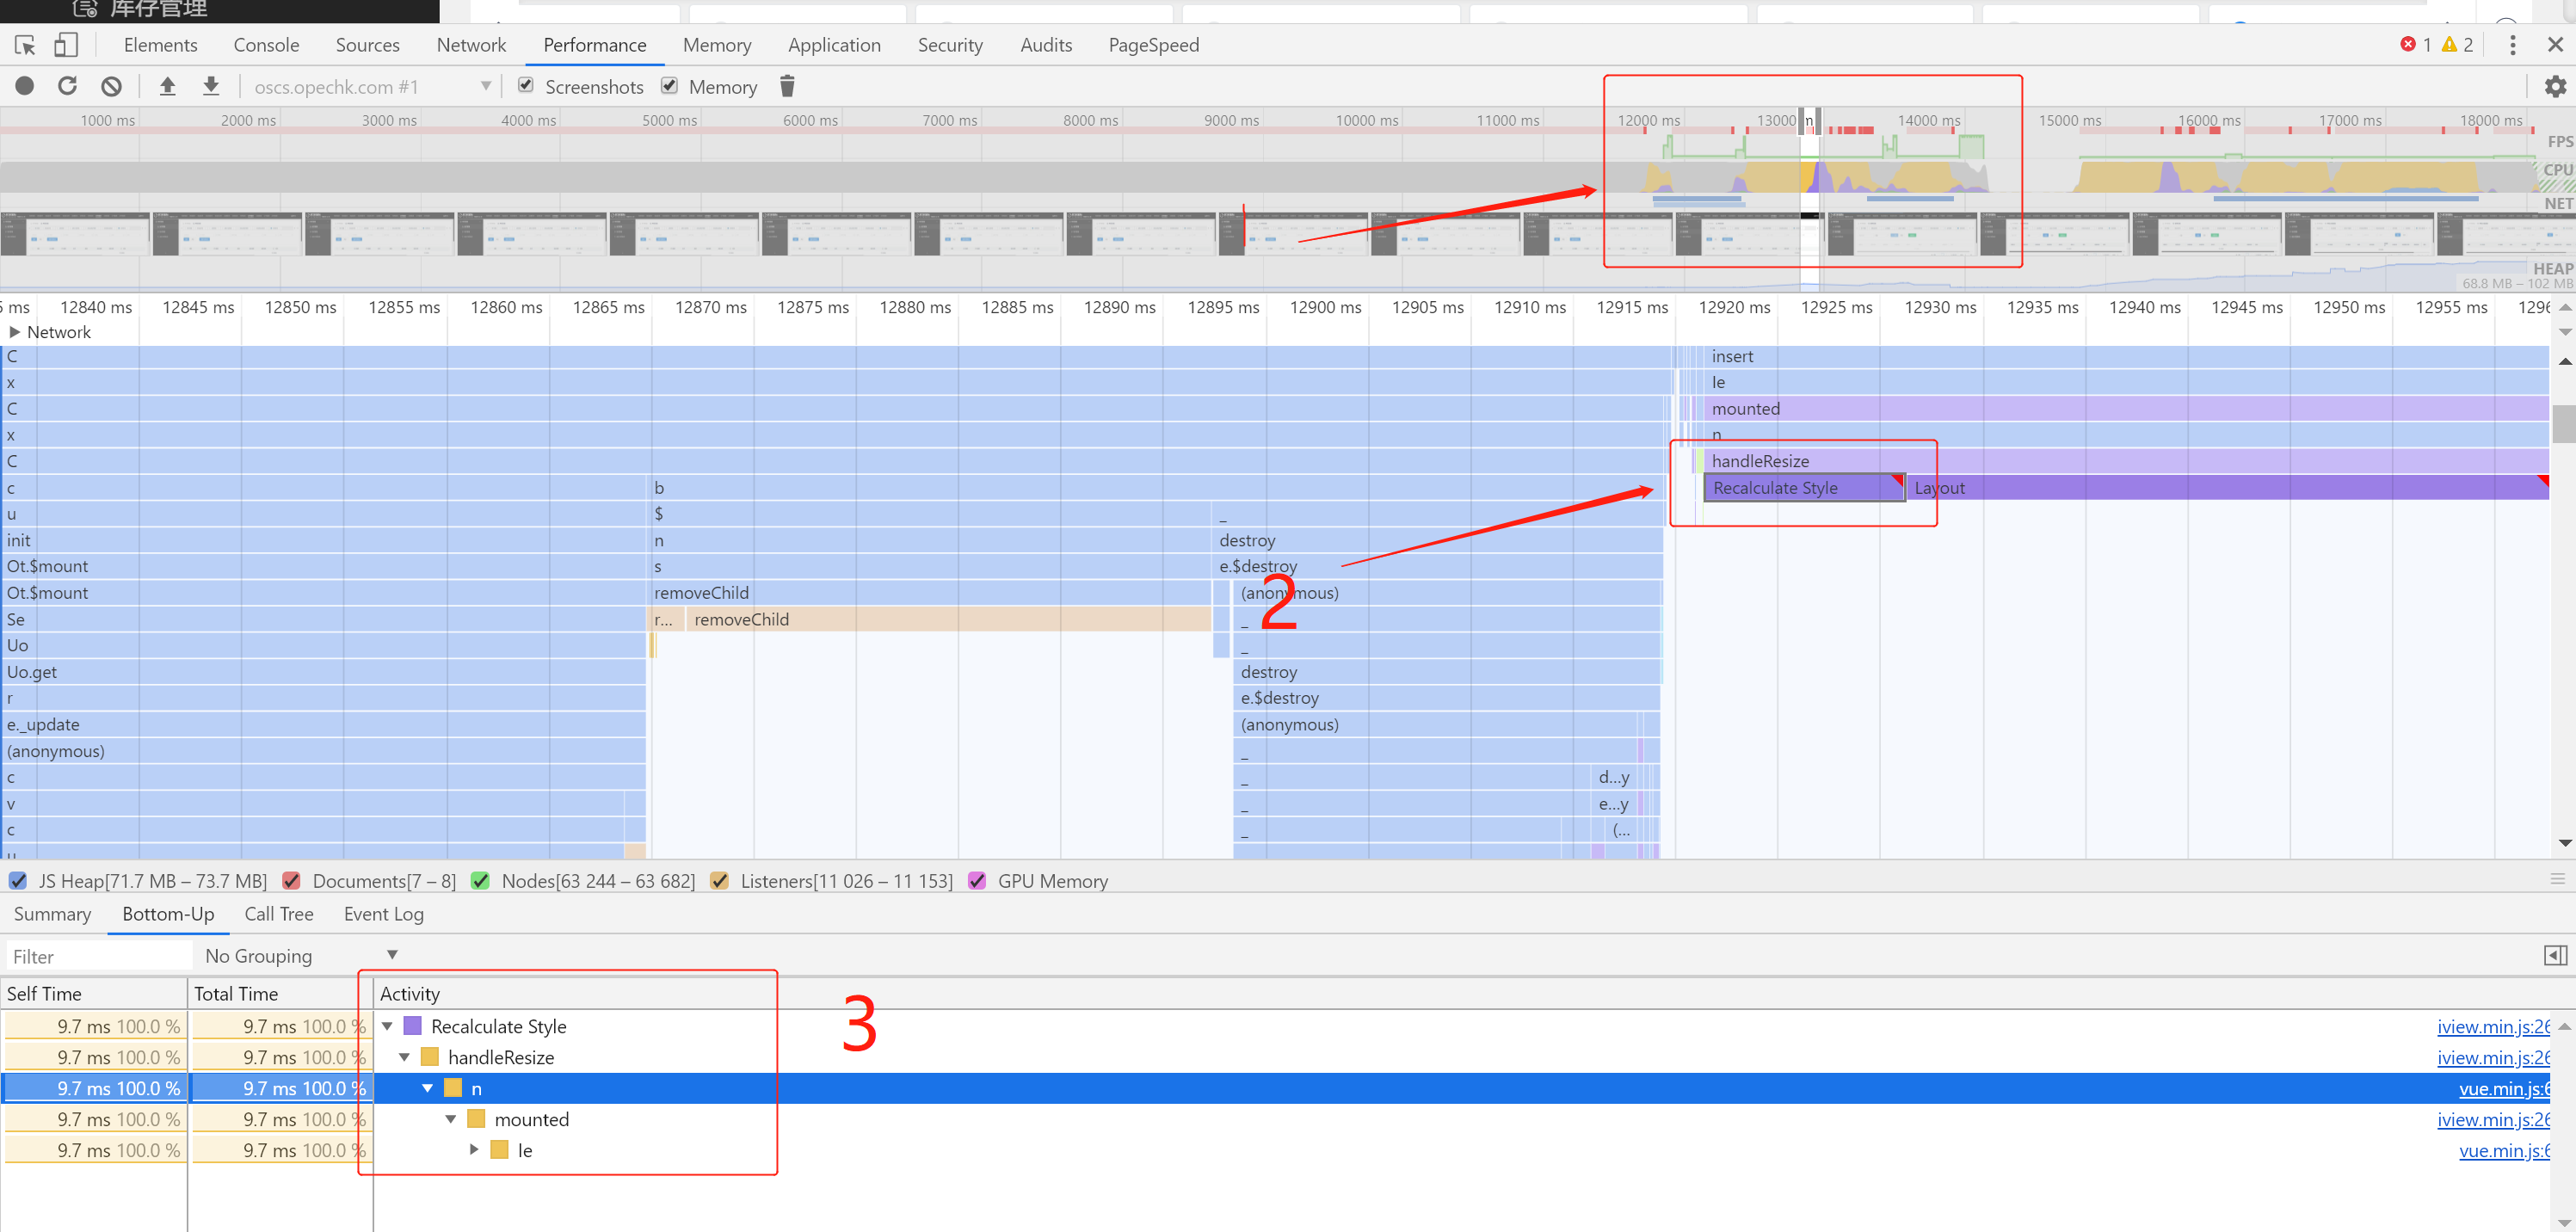 库存管理
Elements Console Sources Network Performance Memory Application Security Audits PageSpeed 1 2
oscs.opechk.com #1 Screenshots Memory
1000 ms 2000 ms 3000 ms 4000 ms 5000 ms 6000 ms 7000 ms 8000 ms 9000 ms 10000 ms 11000 ms 12000 ms 13000 n 14000 ms 15000 ms 16000 ms 17000 ms 18000 ms
FPS
CPU
NET
HEAP
68.8 MB – 102 MB
5 ms 12840 ms 12845 ms 12850 ms 12855 ms 12860 ms 12865 ms 12870 ms 12875 ms 12880 ms 12885 ms 12890 ms 12895 ms 12900 ms 12905 ms 12910 ms 12915 ms 12920 ms 12925 ms 12930 ms 12935 ms 12940 ms 12945 ms 12950 ms 12955 ms 1296
Network
C insert
x le
C mounted
x n
C handleResize
c b Recalculate Style Layout
u $ _
init n destroy
Ot.$mount s e.$destroy
2
Ot.$mount removeChild (anonymous)
Se r... removeChild _
Uo _
Uo.get destroy
r e.$destroy
e._update (anonymous)
(anonymous) _
c _ d...y
v _ e...y
c _ (...
u
JS Heap[71.7 MB – 73.7 MB] Documents[7 – 8] Nodes[63 244 – 63 682] Listeners[11 026 – 11 153] GPU Memory
Summary Bottom-Up Call Tree Event Log
Filter No Grouping
Self Time Total Time Activity
3
9.7 ms 100.0 % 9.7 ms 100.0 % Recalculate Style iview.min.js:26
9.7 ms 100.0 % 9.7 ms 100.0 % handleResize iview.min.js:26
9.7 ms 100.0 % 9.7 ms 100.0 % n vue.min.js:6
9.7 ms 100.0 % 9.7 ms 100.0 % mounted iview.min.js:26
9.7 ms 100.0 % 9.7 ms 100.0 % le vue.min.js:6